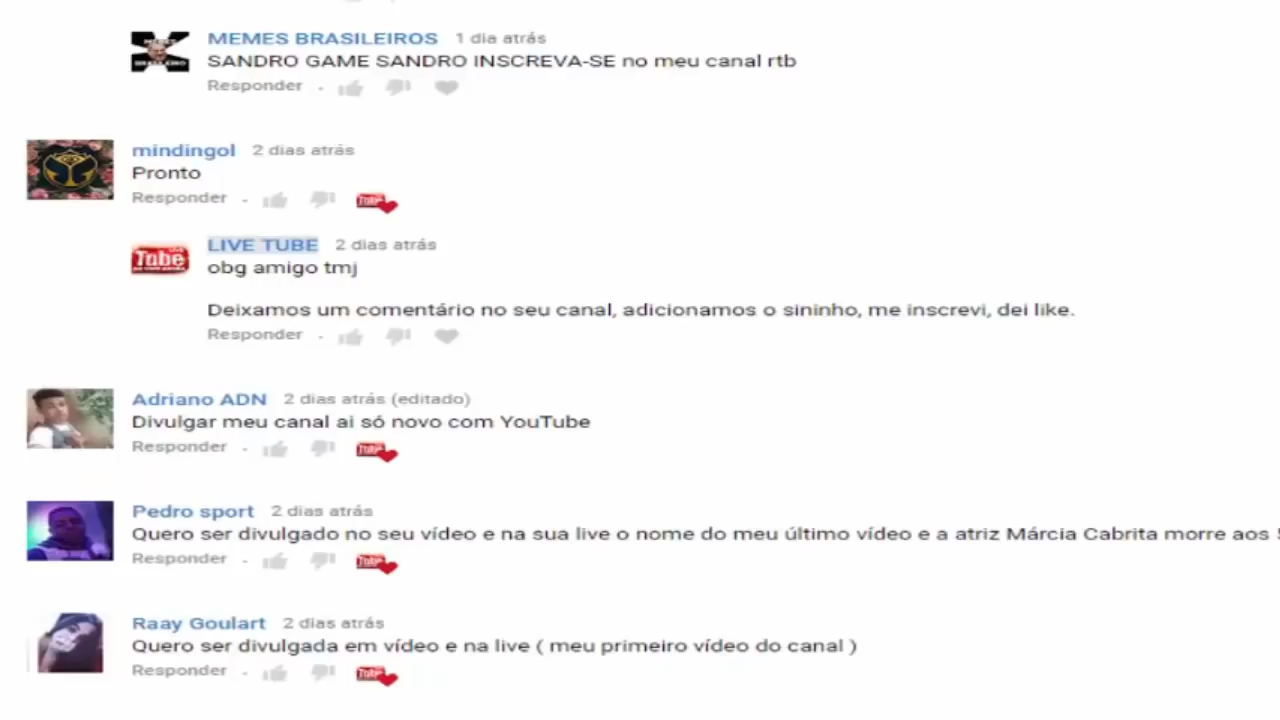 MEMES BRASILEIROS 1 dia atrás
SANDRO GAME SANDRO INSCREVA-SE no meu canal rtb
Responder
mindingol 2 dias atrás
Pronto
Responder
Tube
LIVE TUBE 2 dias atrás
Tube
obg amigo tmj
Deixamos um comentário no seu canal, adicionamos o sininho, me inscrevi, dei like.
Responder
Adriano ADN 2 dias atrás (editado)
Divulgar meu canal ai só novo com YouTube
Responder
Tube
Pedro sport 2 dias atrás
Quero ser divulgado no seu vídeo e na sua live o nome do meu último vídeo e a atriz Márcia Cabrita morre aos
Responder
Tube
Raay Goulart 2 dias atrás
Quero ser divulgada em vídeo e na live ( meu primeiro vídeo do canal )
Responder
Tube